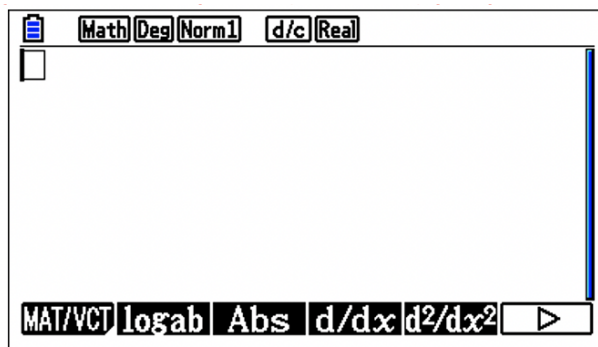 Math Deg Norm1 d/c Real
MAT/VCT logab Abs d/dx d²/dx² ▷